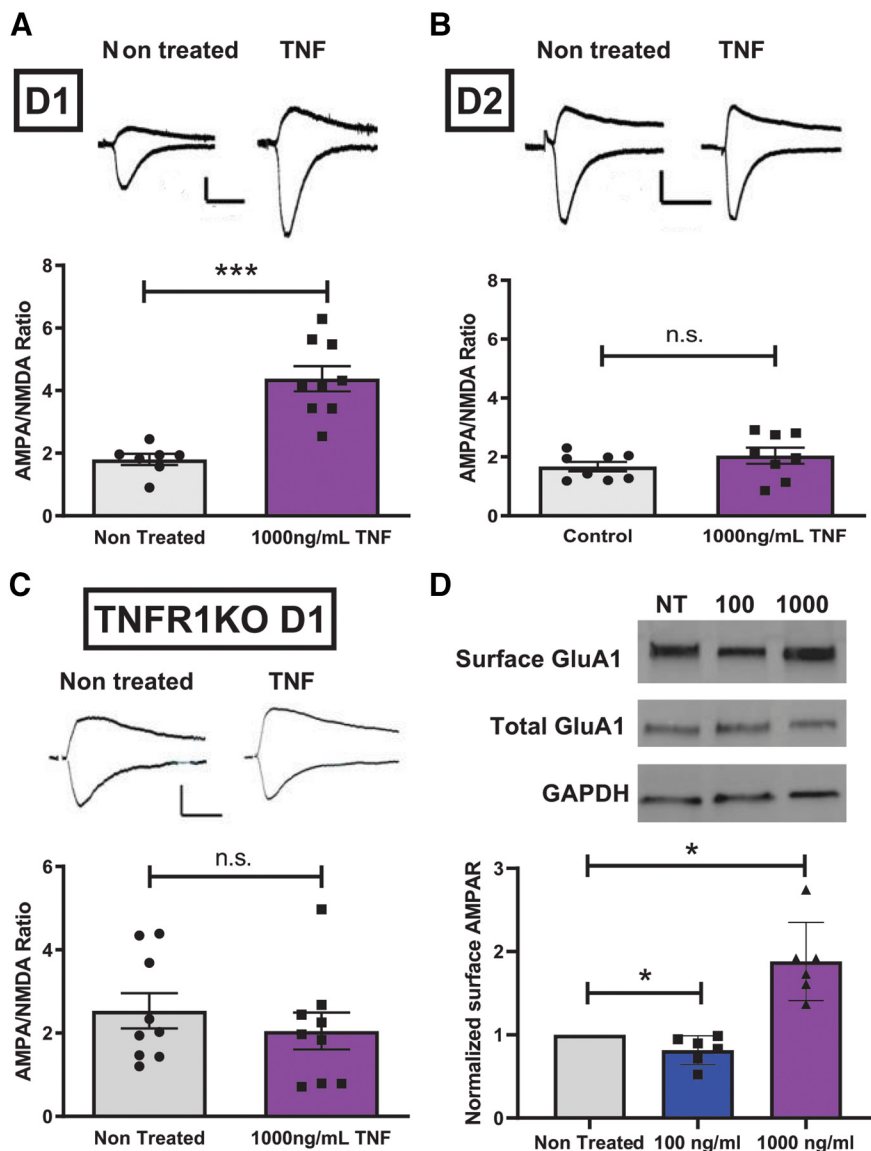 A
Non treated TNF
D1
8
6
4
2
0
AMPA/NMDA Ratio
***
Non Treated 1000ng/mL TNF
B
Non treated TNF
D2
8
6
4
2
0
AMPA/NMDA Ratio
n.s.
Control 1000ng/mL TNF
C
TNFR1KO D1
Non treated TNF
6
4
2
0
AMPA/NMDA Ratio
n.s.
Non Treated 1000ng/mL TNF
D
NT 100 1000
Surface GluA1
Total GluA1
GAPDH
3
2
1
0
Normalized surface AMPAR
*
*
Non Treated 100 ng/ml 1000 ng/ml